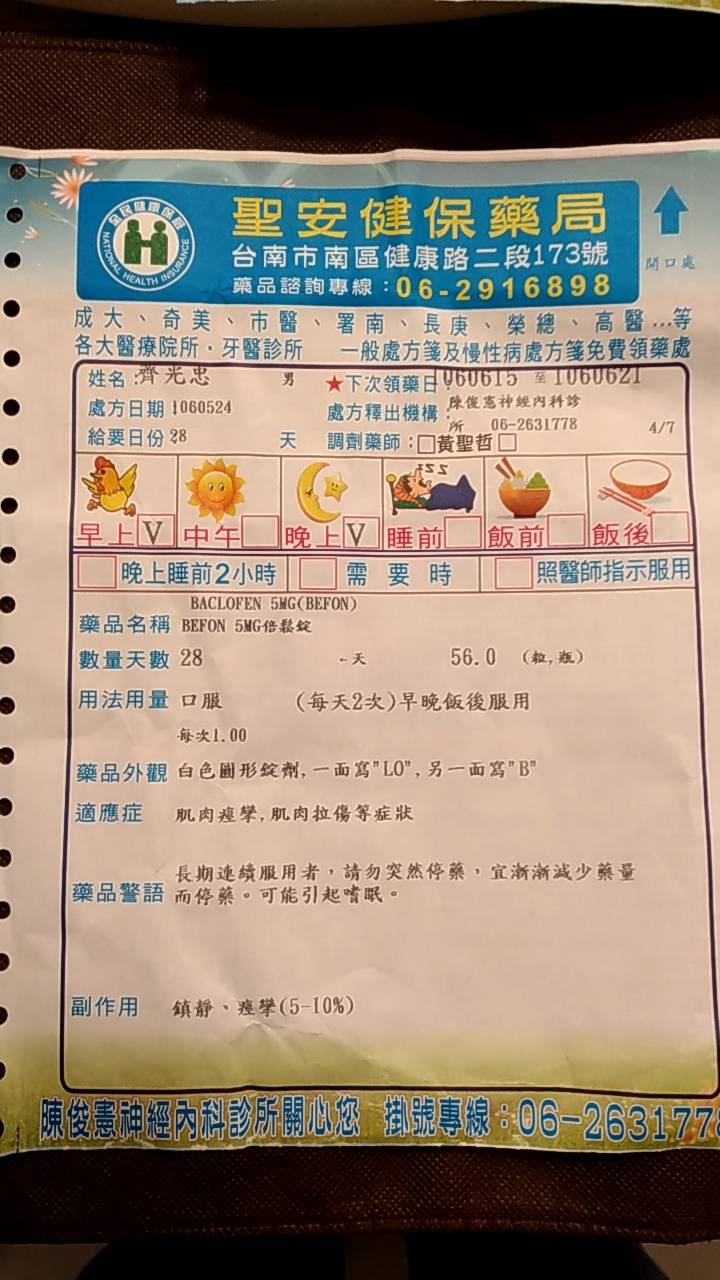 全民健康保險
NATIONAL HEALTH INSURANCE
聖安健保藥局
台南市南區健康路二段173號
藥品諮詢專線：06-2916898
開口處
成大、奇美、市醫、署南、長庚、榮總、高醫...等
各大醫療院所・牙醫診所 一般處方箋及慢性病處方箋免費領藥處
姓名：齊光忠 男 ★下次領藥日：1060615 至 1060621
處方日期 1060524 處方釋出機構：陳俊憲神經內科診所 06-2631778
給要日份 28 天 調劑藥師：□黃聖哲□ 4/7
zzz
早上 V 中午 晚上 V 睡前 飯前 飯後
晚上睡前2小時 需要時 照醫師指示服用
BACLOFEN 5MG(BEFON)
藥品名稱 BEFON 5MG倍鬆錠
數量天數 28 ←天 56.0 (粒,瓶)
用法用量 口服 (每天2次)早晚飯後服用
每次1.00
藥品外觀 白色圓形錠劑,一面寫"LO",另一面寫"B"
適應症 肌肉痙攣,肌肉拉傷等症狀
長期連續服用者，請勿突然停藥，宜漸漸減少藥量
藥品警語 而停藥。可能引起嗜眠。
副作用 鎮靜、痙攣(5-10%)
陳俊憲神經內科診所關心您 掛號專線：06-2631778